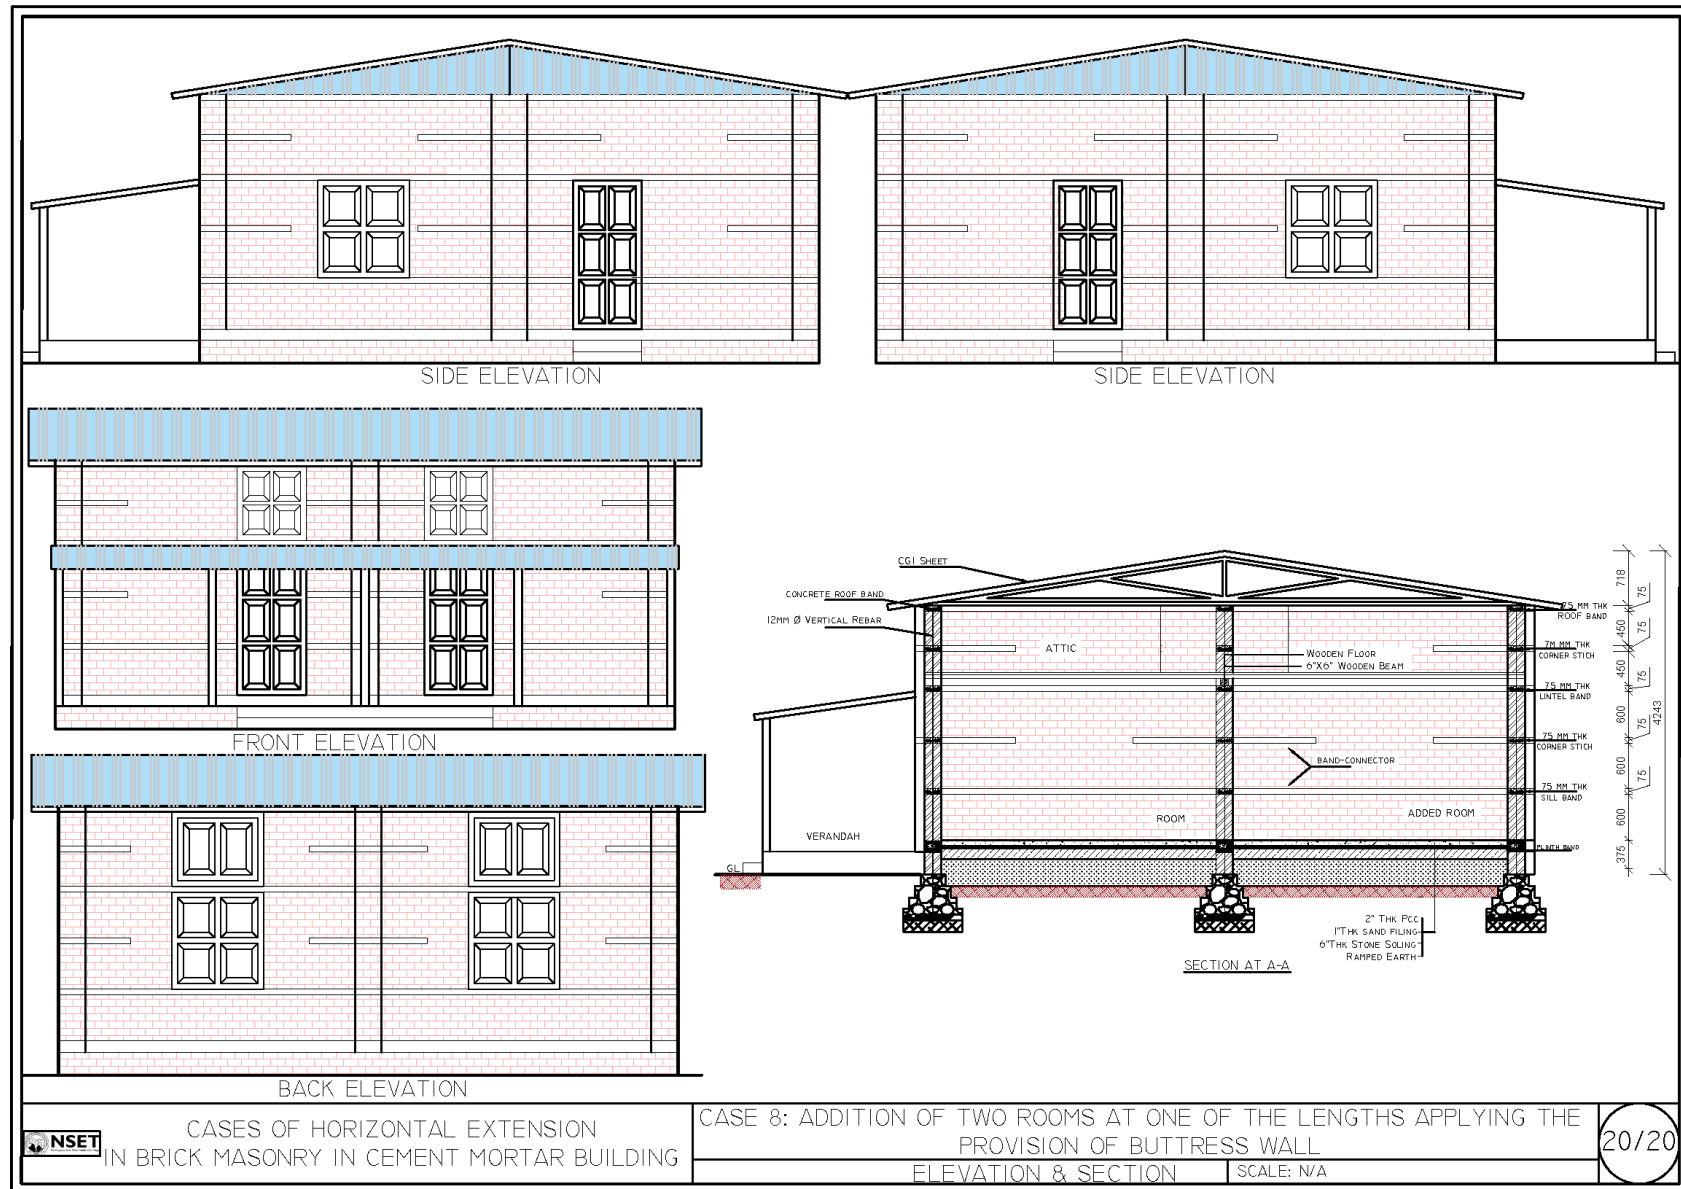 SIDE ELEVATION
SIDE ELEVATION
FRONT ELEVATION
BACK ELEVATION
CGI SHEET
CONCRETE ROOF BAND
12MM Ø VERTICAL REBAR
ATTIC
WOODEN FLOOR
6"X6" WOODEN BEAM
BAND-CONNECTOR
ROOM
ADDED ROOM
VERANDAH
GL
75 MM THK
ROOF BAND
7M MM THK
CORNER STICH
75 MM THK
LINTEL BAND
75 MM THK
CORNER STICH
75 MM THK
SILL BAND
PLINTH BAND
718
450
450
600
600
600
375
75
75
75
75
75
4243
2" THK PCC
1"THK SAND FILING
6"THK STONE SOLING
RAMPED EARTH
SECTION AT A-A
NSET
CASES OF HORIZONTAL EXTENSION
IN BRICK MASONRY IN CEMENT MORTAR BUILDING
CASE 8: ADDITION OF TWO ROOMS AT ONE OF THE LENGTHS APPLYING THE
PROVISION OF BUTTRESS WALL
ELEVATION & SECTION
SCALE: N/A
20/20